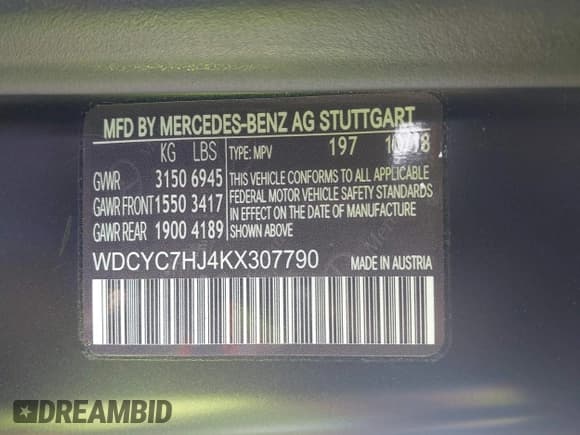 MFD BY MERCEDES-BENZ AG STUTTGART
KG LBS TYPE: MPV 197
GVWR 3150 6945 THIS VEHICLE CONFORMS TO ALL APPLICABLE
GAWR FRONT 1550 3417 FEDERAL MOTOR VEHICLE SAFETY STANDARDS
IN EFFECT ON THE DATE OF MANUFACTURE
GAWR REAR 1900 4189 SHOWN ABOVE
WDCYC7HJ4KX307790 MADE IN AUSTRIA
DREAMBID